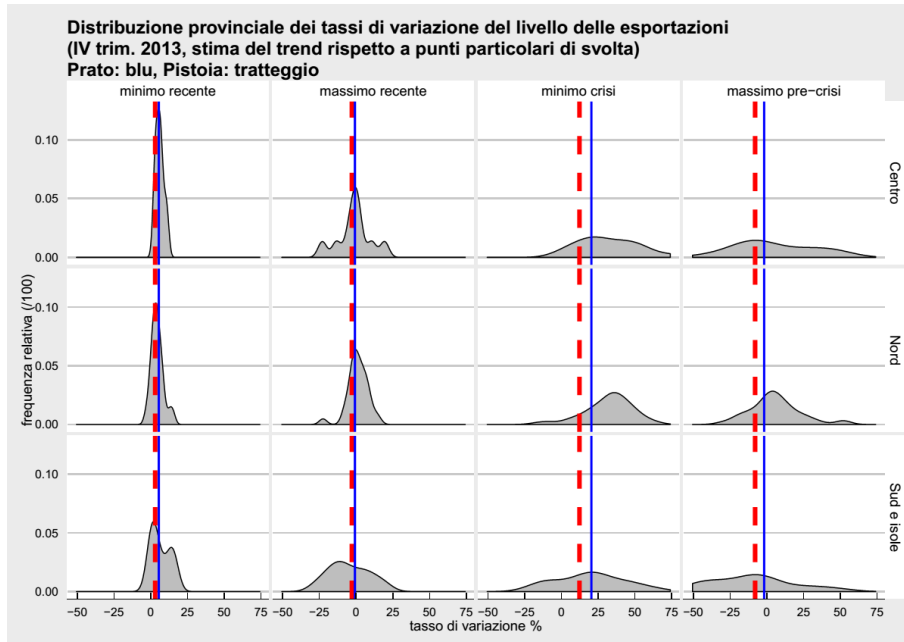 Distribuzione provinciale dei tassi di variazione del livello delle esportazioni
(IV trim. 2013, stima del trend rispetto a punti particolari di svolta)
Prato: blu, Pistoia: tratteggio
minimo recente massimo recente minimo crisi massimo pre−crisi
0.10
0.05
0.00
Centro
0.10
0.05
0.00
Nord
0.10
0.05
0.00
Sud e isole
frequenza relativa (/100)
−50 −25 0 25 50 75 −50 −25 0 25 50 75 −50 −25 0 25 50 75 −50 −25 0 25 50 75
tasso di variazione %